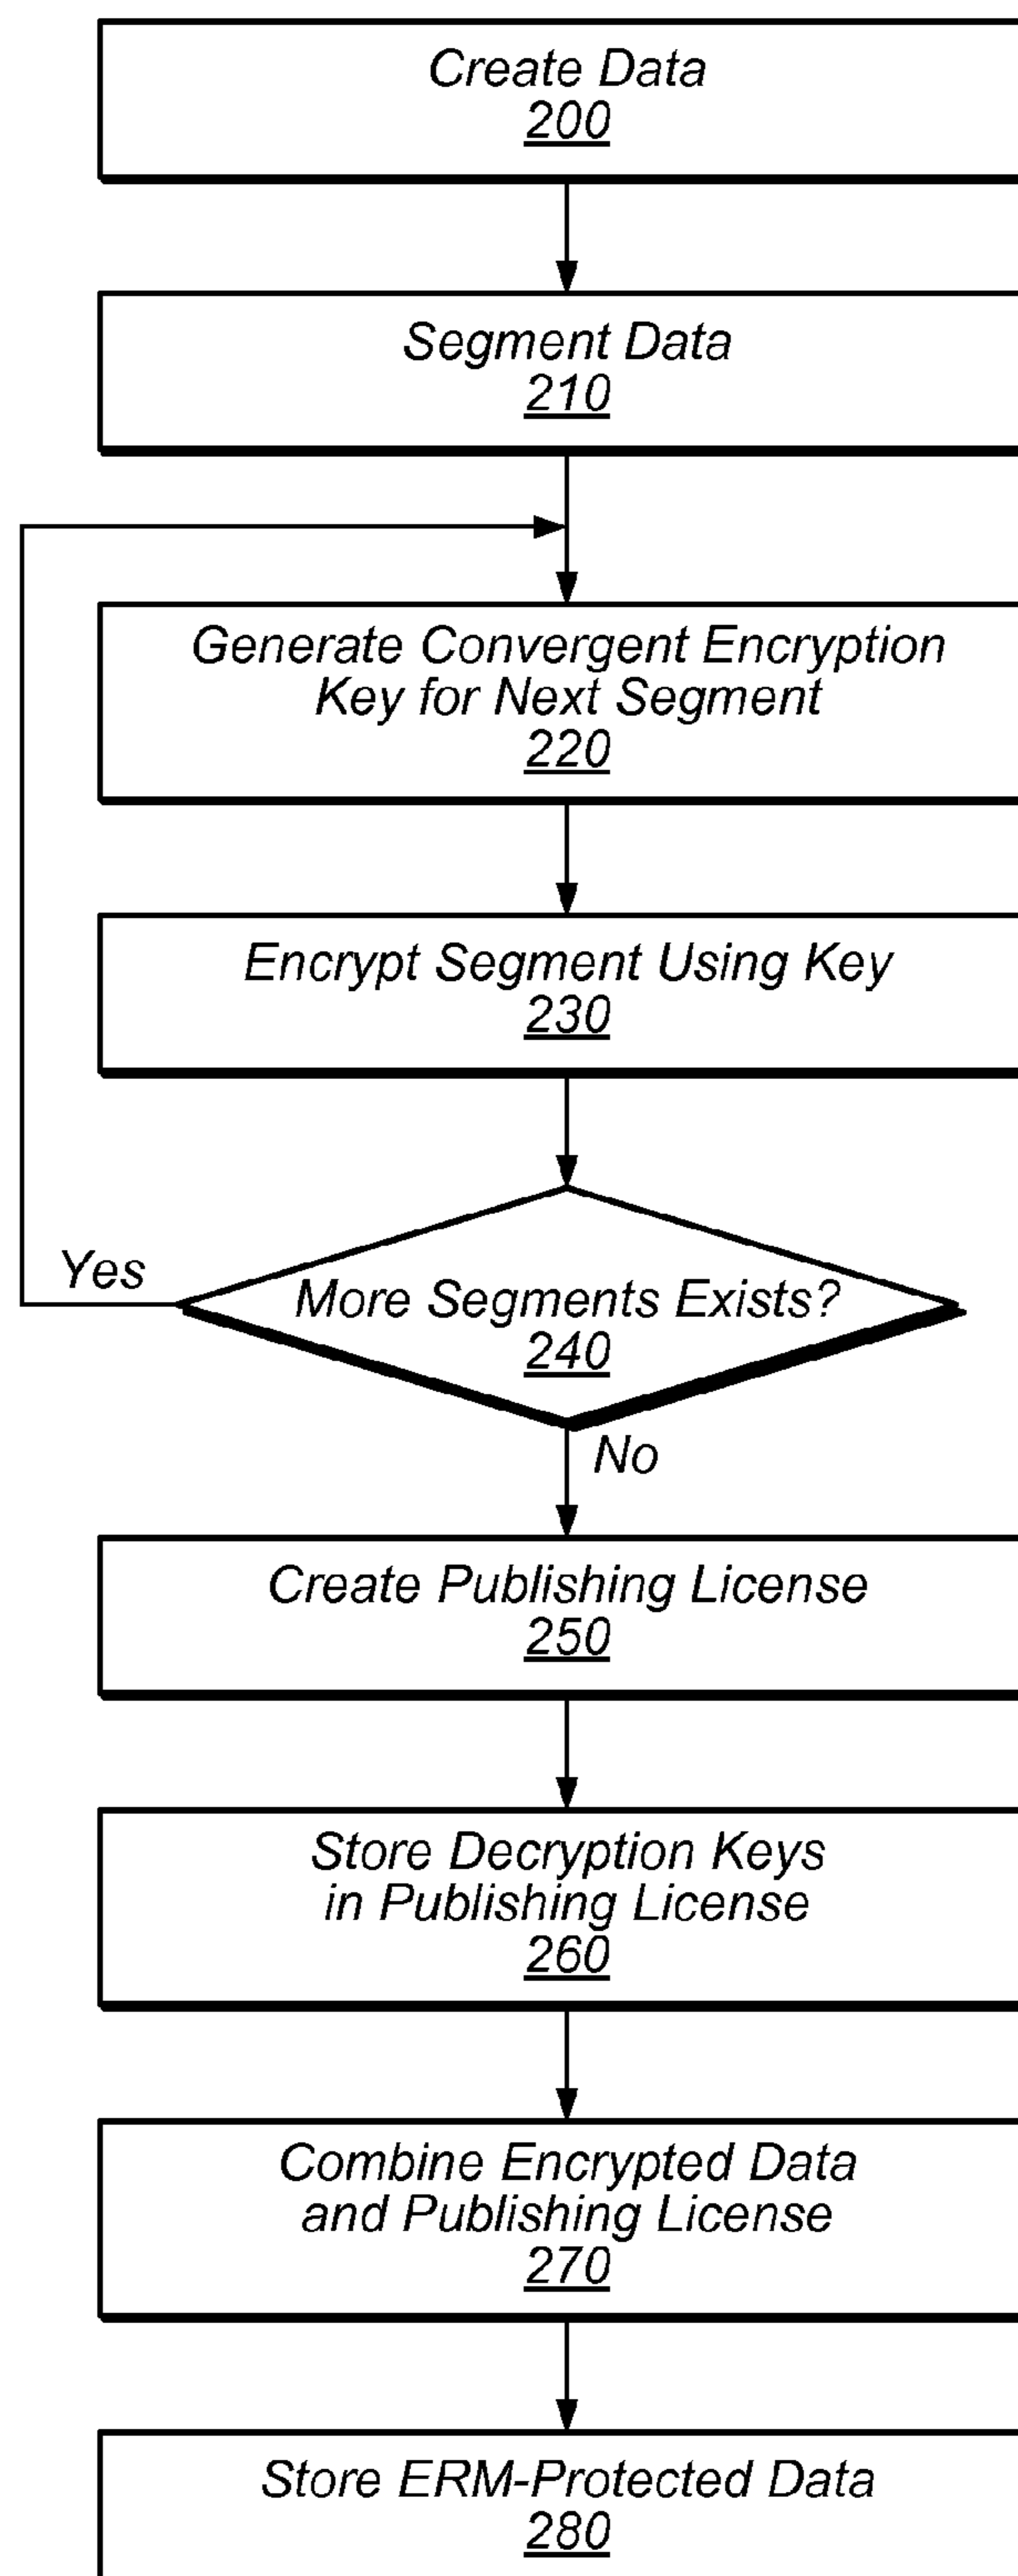 Create Data
200
Segment Data
210
Generate Convergent Encryption
Key for Next Segment
220
Encrypt Segment Using Key
230
Yes
More Segments Exists?
240
No
Create Publishing License
250
Store Decryption Keys
in Publishing License
260
Combine Encrypted Data
and Publishing License
270
Store ERM-Protected Data
280